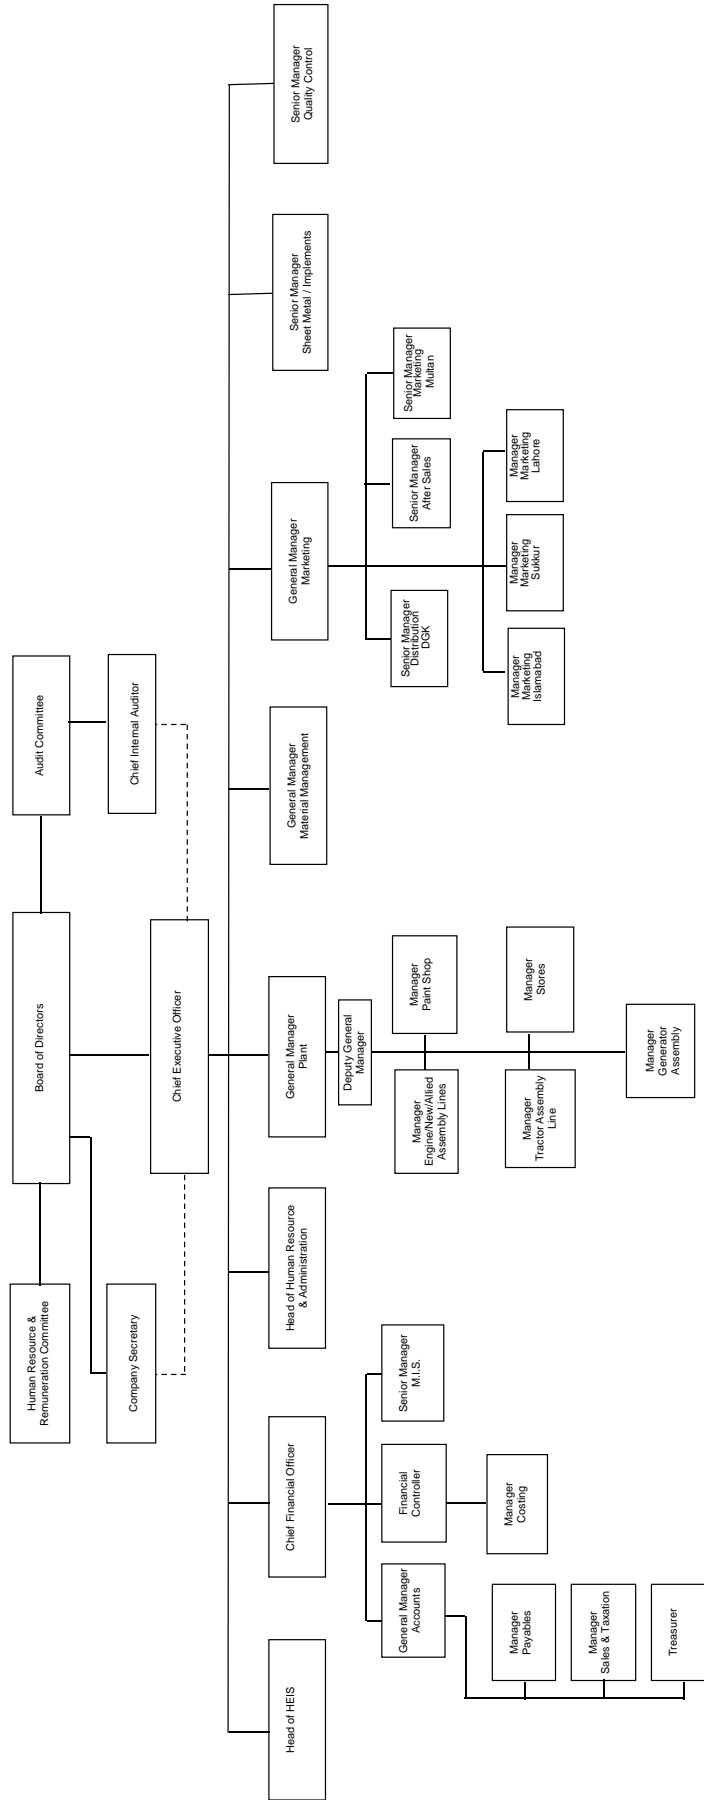 Human Resource &
Remuneration Committee
Board of Directors
Audit Committee
Company Secretary
Chief Internal Auditor
Chief Executive Officer
Head of HEIS
Chief Financial Officer
Head of Human Resource
& Administration
General Manager
Plant
General Manager
Material Management
General Manager
Marketing
Senior Manager
Sheet Metal / Implements
Senior Manager
Quality Control
Deputy General
Manager
General Manager
Accounts
Financial
Controller
Senior Manager
M.I.S.
Manager
Engine/New/Allied
Assembly Lines
Manager
Paint Shop
Senior Manager
Distribution
DGK
Senior Manager
After Sales
Senior Manager
Marketing
Multan
Manager
Payables
Manager
Costing
Manager
Tractor Assembly
Line
Manager
Stores
Manager
Marketing
Islamabad
Manager
Marketing
Sukkur
Manager
Marketing
Lahore
Manager
Sales & Taxation
Manager
Generator
Assembly
Treasurer